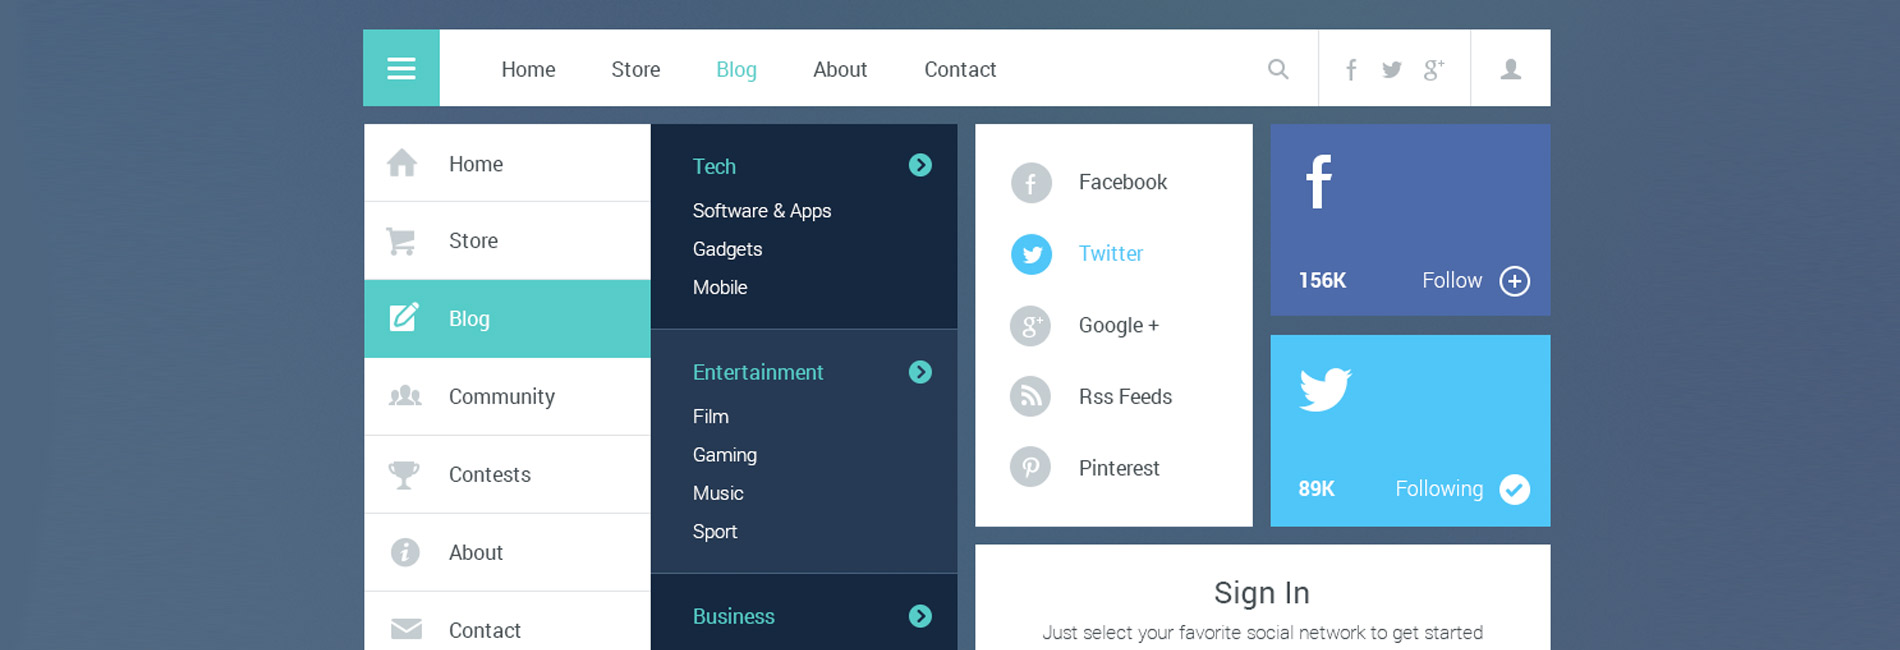 Home
Store
Blog
About
Contact
Home
Store
Blog
Community
Contests
About
Contact
Tech
Software & Apps
Gadgets
Mobile
Entertainment
Film
Gaming
Music
Sport
Business
Facebook
Twitter
Google +
Rss Feeds
Pinterest
156K Follow
89K Following
Sign In
Just select your favorite social network to get started